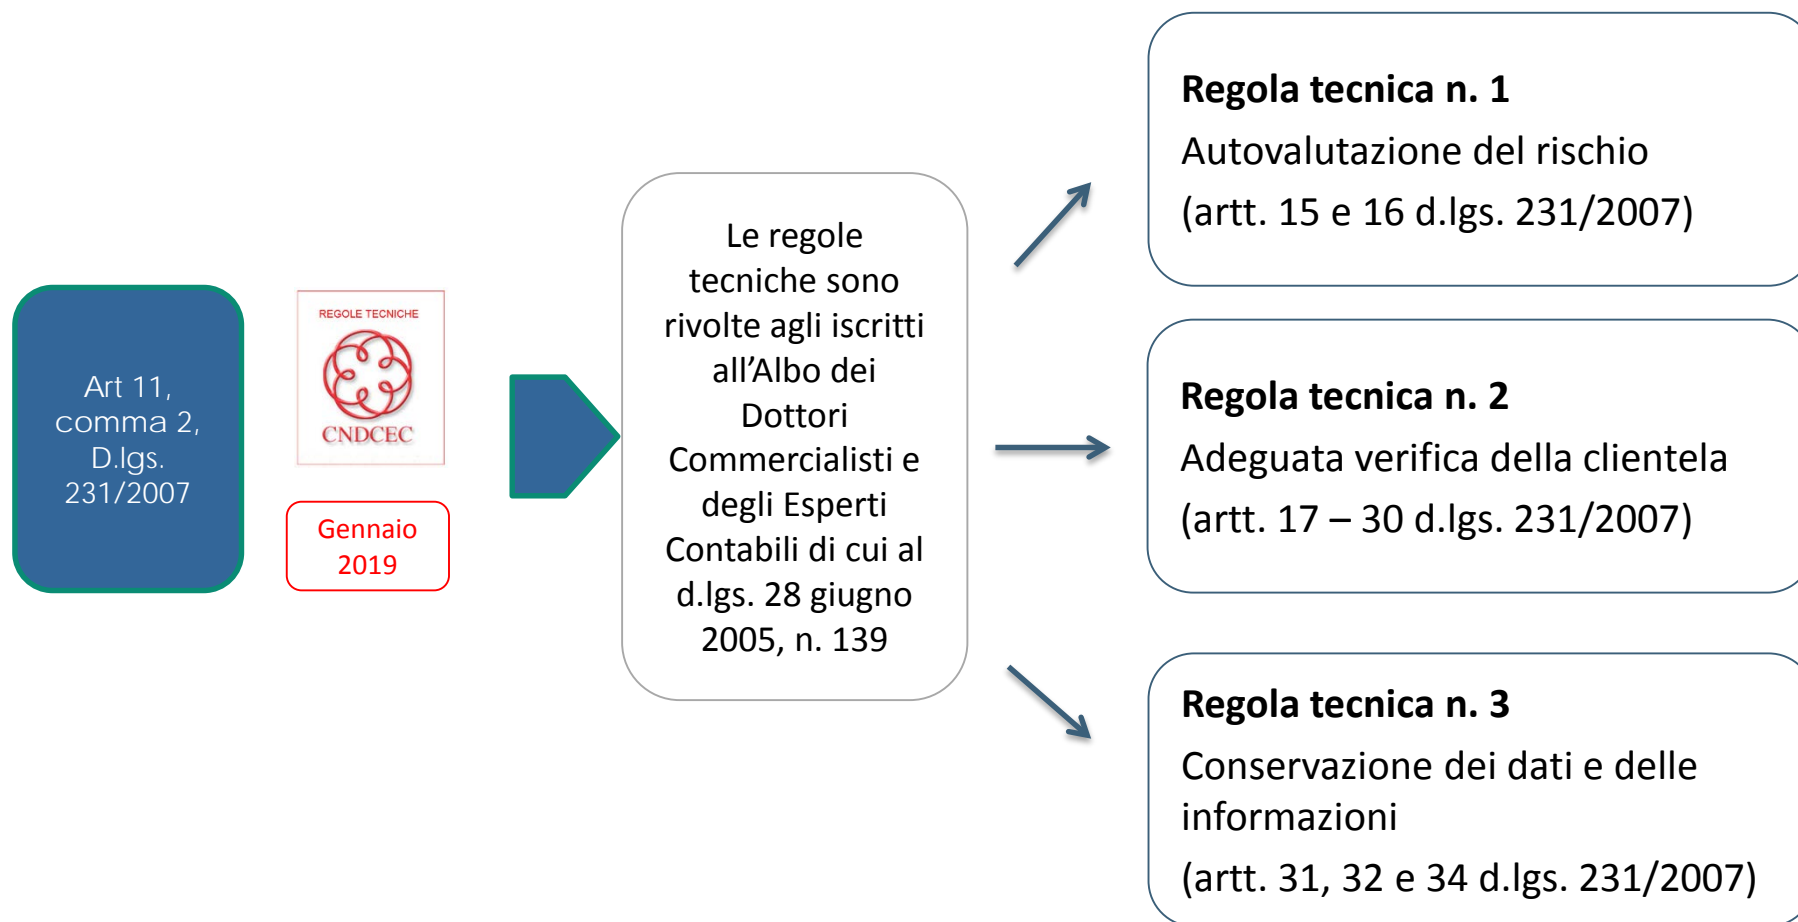 Art 11,
comma 2,
D.lgs.
231/2007
REGOLE TECNICHE
CNDCEC
Gennaio
2019
Le regole
tecniche sono
rivolte agli iscritti
all’Albo dei
Dottori
Commercialisti e
degli Esperti
Contabili di cui al
d.lgs. 28 giugno
2005, n. 139
Regola tecnica n. 1
Autovalutazione del rischio
(artt. 15 e 16 d.lgs. 231/2007)
Regola tecnica n. 2
Adeguata verifica della clientela
(artt. 17 – 30 d.lgs. 231/2007)
Regola tecnica n. 3
Conservazione dei dati e delle
informazioni
(artt. 31, 32 e 34 d.lgs. 231/2007)